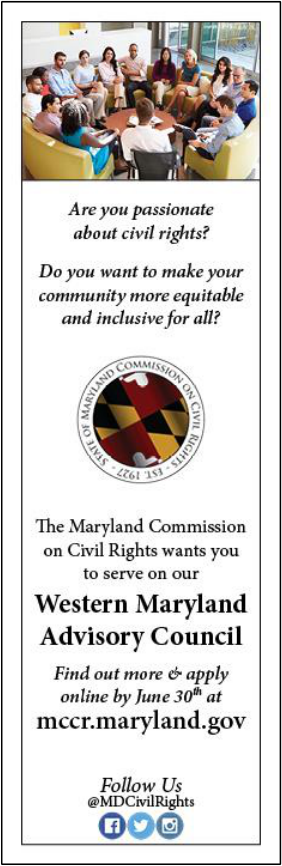 Are you passionate
about civil rights?
Do you want to make your
community more equitable
and inclusive for all?
STATE OF MARYLAND COMMISSION ON CIVIL RIGHTS · EST. 1927 ·
The Maryland Commission
on Civil Rights wants you
to serve on our
Western Maryland
Advisory Council
Find out more & apply
online by June 30th at
mccr.maryland.gov
Follow Us
@MDCivilRights